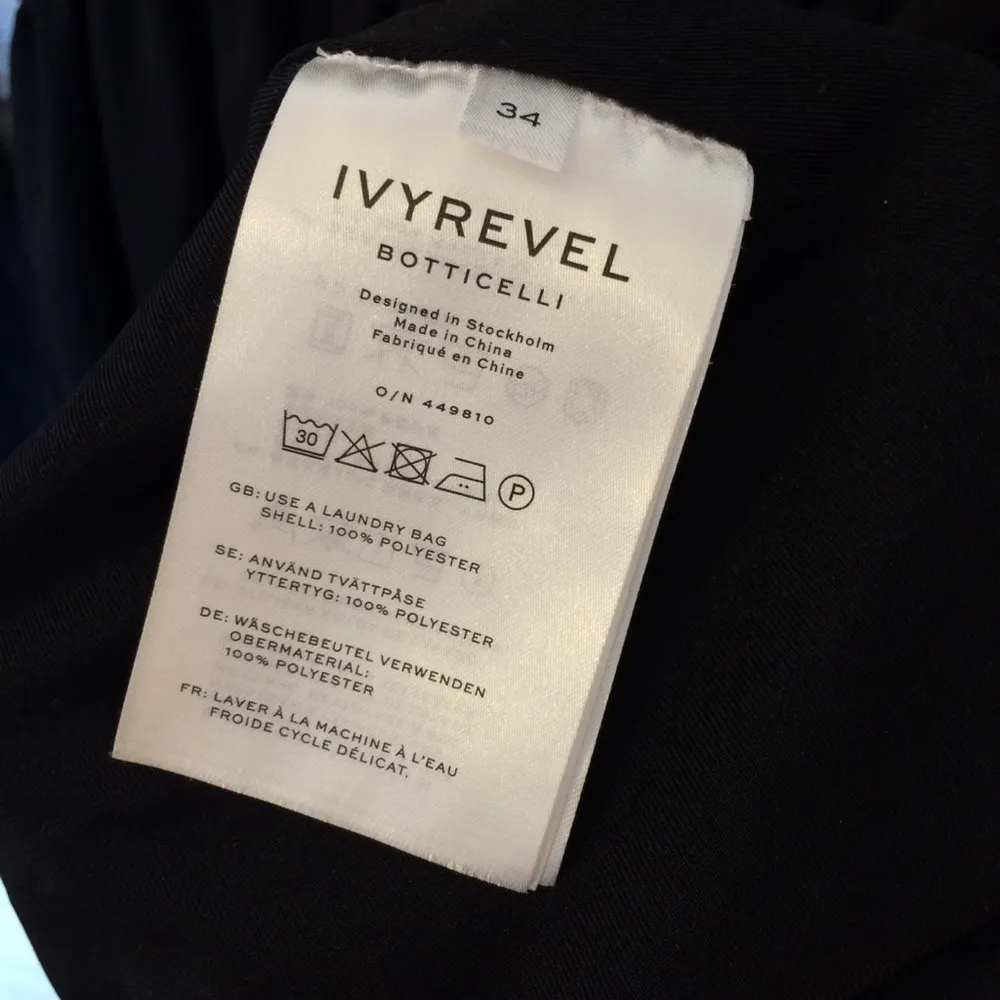 34
IVYREVEL
BOTTICELLI
Designed in Stockholm
Made in China
Fabriqué en Chine
O/N 449810
30 P
GB: USE A LAUNDRY BAG
SHELL: 100% POLYESTER
SE: ANVÄND TVÄTTPÅSE
YTTERTYG: 100% POLYESTER
DE: WÄSCHEBEUTEL VERWENDEN
OBERMATERIAL:
100% POLYESTER
FR: LAVER À LA MACHINE À L'EAU
FROIDE CYCLE DÉLICAT.